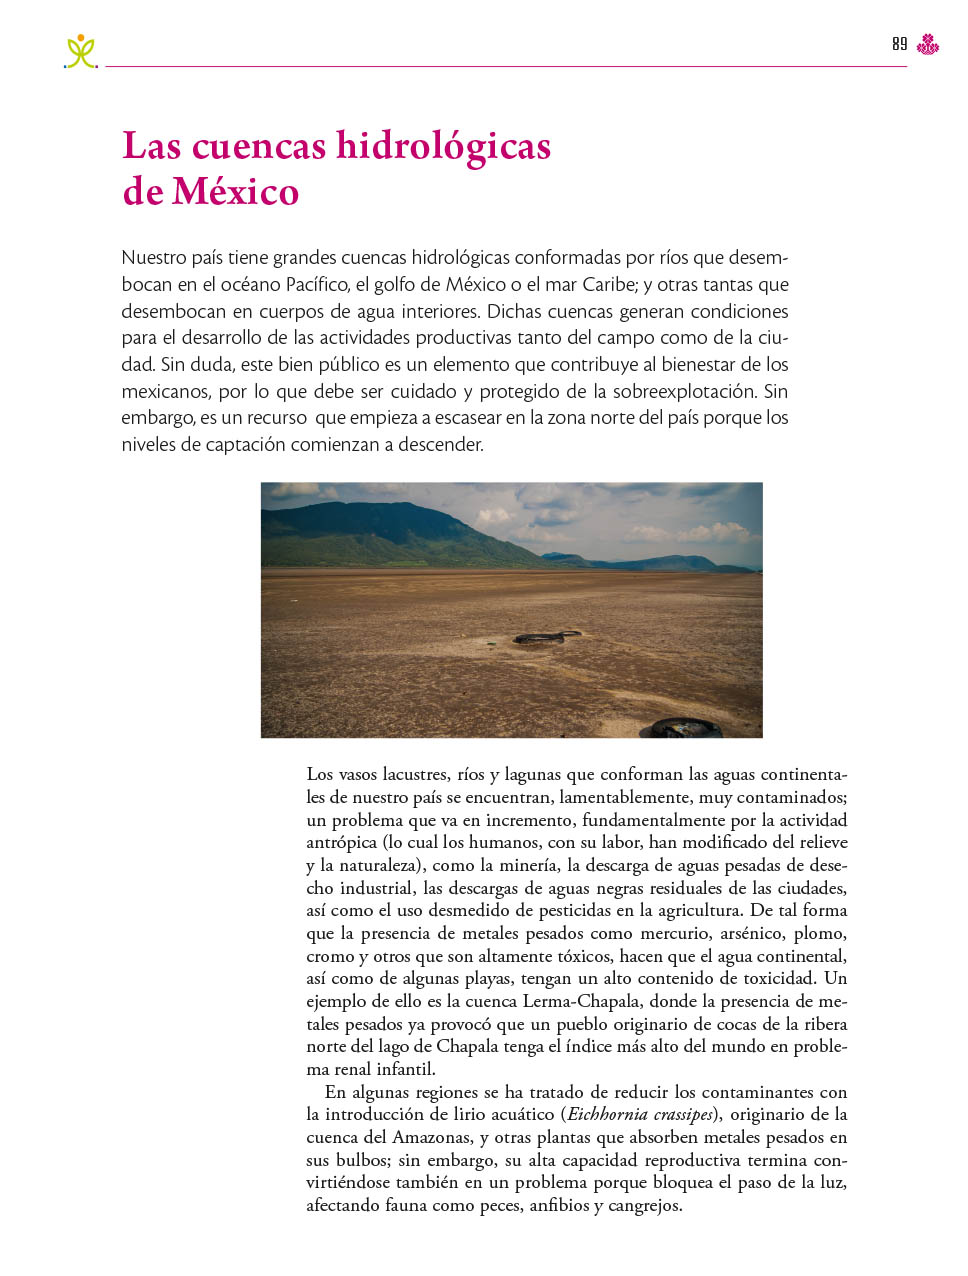 89
Las cuencas hidrológicas
de México
Nuestro país tiene grandes cuencas hidrológicas conformadas por ríos que desem-
bocan en el océano Pacífico, el golfo de México o el mar Caribe; y otras tantas que
desembocan en cuerpos de agua interiores. Dichas cuencas generan condiciones
para el desarrollo de las actividades productivas tanto del campo como de la ciu-
dad. Sin duda, este bien público es un elemento que contribuye al bienestar de los
mexicanos, por lo que debe ser cuidado y protegido de la sobreexplotación. Sin
embargo, es un recurso que empieza a escasear en la zona norte del país porque los
niveles de captación comienzan a descender.
Los vasos lacustres, ríos y lagunas que conforman las aguas continenta-
les de nuestro país se encuentran, lamentablemente, muy contaminados;
un problema que va en incremento, fundamentalmente por la actividad
antrópica (lo cual los humanos, con su labor, han modificado del relieve
y la naturaleza), como la minería, la descarga de aguas pesadas de dese-
cho industrial, las descargas de aguas negras residuales de las ciudades,
así como el uso desmedido de pesticidas en la agricultura. De tal forma
que la presencia de metales pesados como mercurio, arsénico, plomo,
cromo y otros que son altamente tóxicos, hacen que el agua continental,
así como de algunas playas, tengan un alto contenido de toxicidad. Un
ejemplo de ello es la cuenca Lerma-Chapala, donde la presencia de me-
tales pesados ya provocó que un pueblo originario de cocas de la ribera
norte del lago de Chapala tenga el índice más alto del mundo en proble-
ma renal infantil.
En algunas regiones se ha tratado de reducir los contaminantes con
la introducción de lirio acuático (Eichhornia crassipes), originario de la
cuenca del Amazonas, y otras plantas que absorben metales pesados en
sus bulbos; sin embargo, su alta capacidad reproductiva termina con-
virtiéndose también en un problema porque bloquea el paso de la luz,
afectando fauna como peces, anfibios y cangrejos.